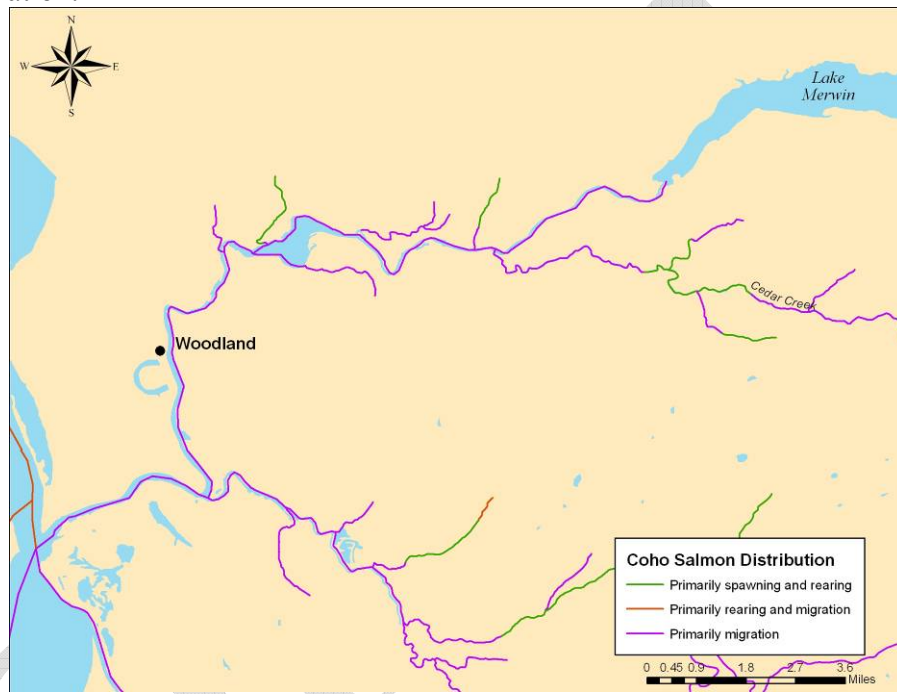 N
W E
S
Lake
Merwin
Cedar Creek
Woodland
Coho Salmon Distribution
Primarily spawning and rearing
Primarily rearing and migration
Primarily migration
0 0.45 0.9 1.8 2.7 3.6
Miles